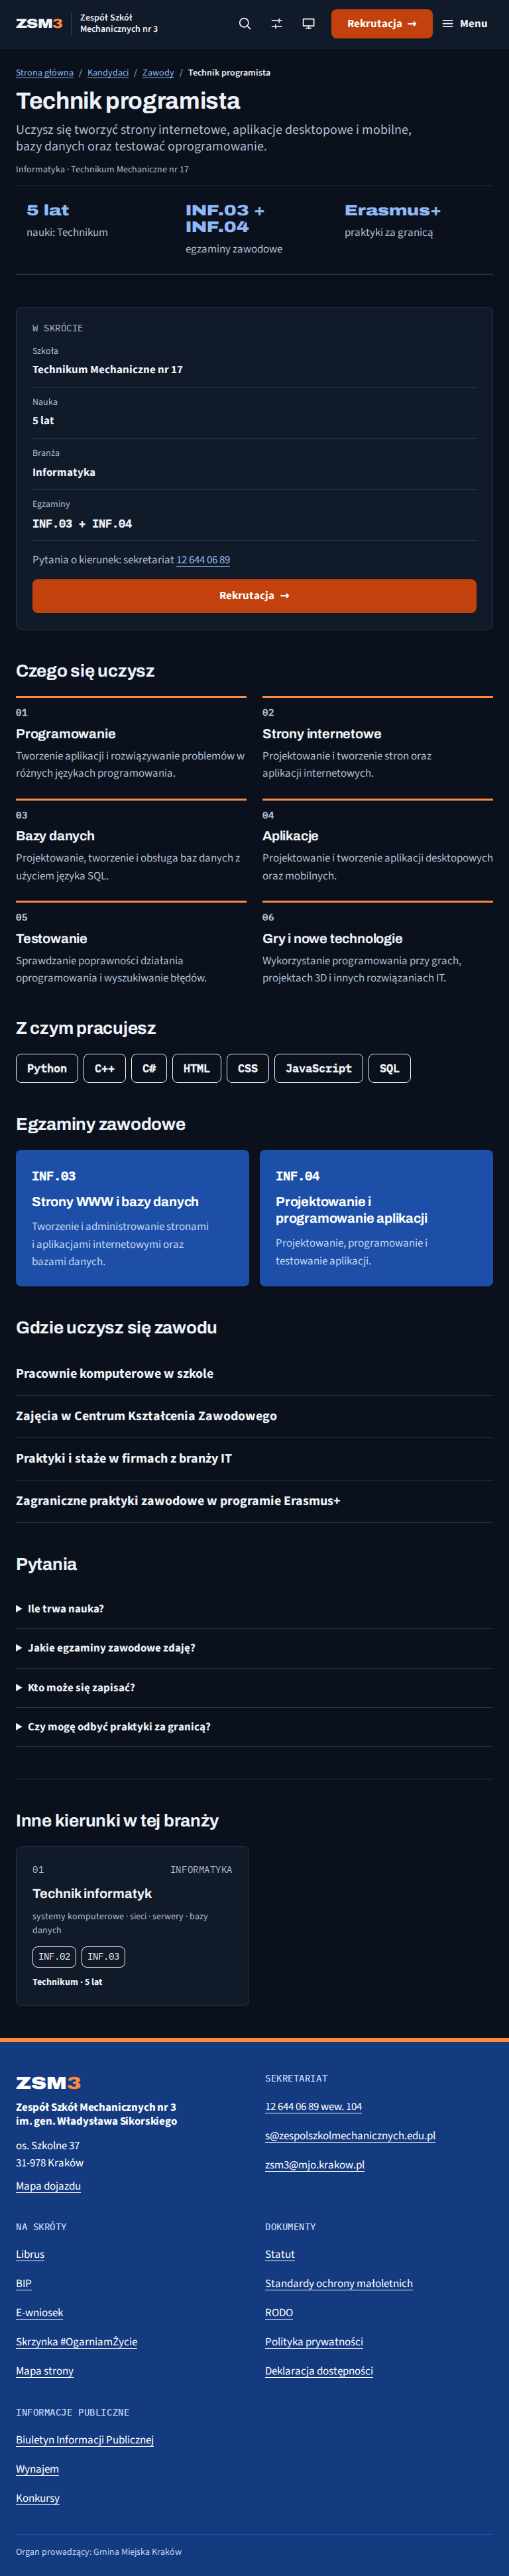 ZSM3
Zespół Szkół
Mechanicznych nr 3
Rekrutacja →
Menu
Strona główna / Kandydaci / Zawody / Technik programista
Technik programista
Uczysz się tworzyć strony internetowe, aplikacje desktopowe i mobilne,
bazy danych oraz testować oprogramowanie.
Informatyka · Technikum Mechaniczne nr 17
5 lat
nauki: Technikum
INF.03 +
INF.04
egzaminy zawodowe
Erasmus+
praktyki za granicą
W SKRÓCIE
Szkoła
Technikum Mechaniczne nr 17
Nauka
5 lat
Branża
Informatyka
Egzaminy
INF.03 + INF.04
Pytania o kierunek: sekretariat 12 644 06 89
Rekrutacja →
Czego się uczysz
01
Programowanie
Tworzenie aplikacji i rozwiązywanie problemów w
różnych językach programowania.
02
Strony internetowe
Projektowanie i tworzenie stron oraz
aplikacji internetowych.
03
Bazy danych
Projektowanie, tworzenie i obsługa baz danych z
użyciem języka SQL.
04
Aplikacje
Projektowanie i tworzenie aplikacji desktopowych
oraz mobilnych.
05
Testowanie
Sprawdzanie poprawności działania
oprogramowania i wyszukiwanie błędów.
06
Gry i nowe technologie
Wykorzystanie programowania przy grach,
projektach 3D i innych rozwiązaniach IT.
Z czym pracujesz
Python
C++
C#
HTML
CSS
JavaScript
SQL
Egzaminy zawodowe
INF.03
Strony WWW i bazy danych
Tworzenie i administrowanie stronami
i aplikacjami internetowymi oraz
bazami danych.
INF.04
Projektowanie i
programowanie aplikacji
Projektowanie, programowanie i
testowanie aplikacji.
Gdzie uczysz się zawodu
Pracownie komputerowe w szkole
Zajęcia w Centrum Kształcenia Zawodowego
Praktyki i staże w firmach z branży IT
Zagraniczne praktyki zawodowe w programie Erasmus+
Pytania
Ile trwa nauka?
Jakie egzaminy zawodowe zdaję?
Kto może się zapisać?
Czy mogę odbyć praktyki za granicą?
Inne kierunki w tej branży
01
INFORMATYKA
Technik informatyk
systemy komputerowe · sieci · serwery · bazy
danych
INF.02
INF.03
Technikum · 5 lat
ZSM3
Zespół Szkół Mechanicznych nr 3
im. gen. Władysława Sikorskiego
os. Szkolne 37
31-978 Kraków
Mapa dojazdu
SEKRETARIAT
12 644 06 89 wew. 104
s@zespolszkolmechanicznych.edu.pl
zsm3@mjo.krakow.pl
NA SKRÓTY
Librus
BIP
E-wniosek
Skrzynka #OgarniamŻycie
Mapa strony
DOKUMENTY
Statut
Standardy ochrony małoletnich
RODO
Polityka prywatności
Deklaracja dostępności
INFORMACJE PUBLICZNE
Biuletyn Informacji Publicznej
Wynajem
Konkursy
Organ prowadzący: Gmina Miejska Kraków